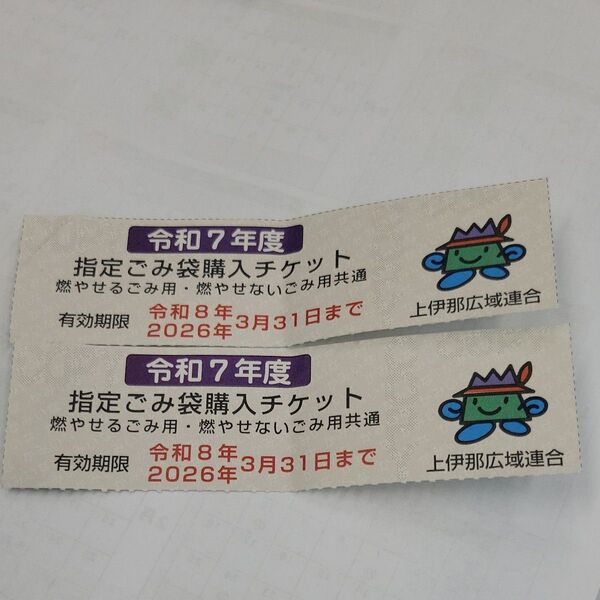 令和7年度
指定ごみ袋購入チケット
燃やせるごみ用・燃やせないごみ用共通
有効期限 令和8年 2026年 3月31日まで
上伊那広域連合
令和7年度
指定ごみ袋購入チケット
燃やせるごみ用・燃やせないごみ用共通
有効期限 令和8年 2026年 3月31日まで
上伊那広域連合